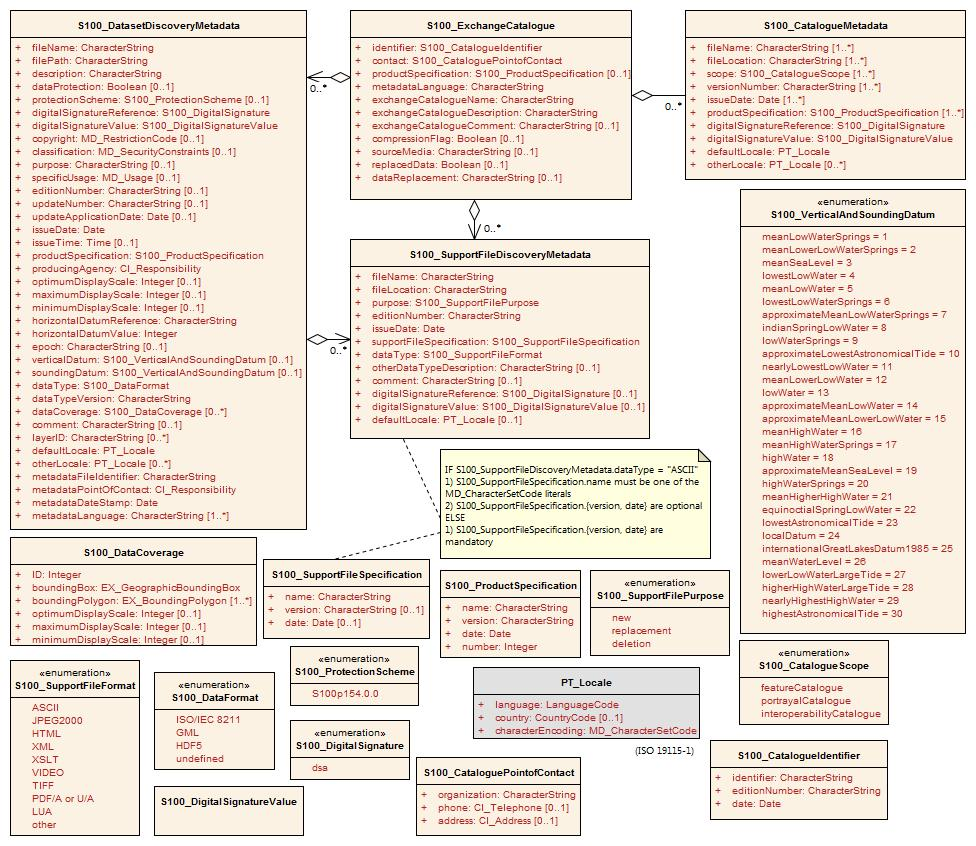 S100_DatasetDiscoveryMetadata
+ fileName: CharacterString
+ filePath: CharacterString
+ description: CharacterString
+ dataProtection: Boolean [0..1]
+ protectionScheme: S100_ProtectionScheme [0..1]
+ digitalSignatureReference: S100_DigitalSignature
+ digitalSignatureValue: S100_DigitalSignatureValue
+ copyright: MD_RestrictionCode [0..1]
+ classification: MD_SecurityConstraints [0..1]
+ purpose: CharacterString [0..1]
+ specificUsage: MD_Usage [0..1]
+ editionNumber: CharacterString [0..1]
+ updateNumber: CharacterString [0..1]
+ updateApplicationDate: Date [0..1]
+ issueDate: Date
+ issueTime: Time [0..1]
+ productSpecification: S100_ProductSpecification
+ producingAgency: CI_Responsibility
+ optimumDisplayScale: Integer [0..1]
+ maximumDisplayScale: Integer [0..1]
+ minimumDisplayScale: Integer [0..1]
+ horizontalDatumReference: CharacterString
+ horizontalDatumValue: Integer
+ epoch: CharacterString [0..1]
+ verticalDatum: S100_VerticalAndSoundingDatum [0..1]
+ soundingDatum: S100_VerticalAndSoundingDatum [0..1]
+ dataType: S100_DataFormat
+ dataTypeVersion: CharacterString
+ dataCoverage: S100_DataCoverage [0..*]
+ comment: CharacterString [0..1]
+ layerID: CharacterString [0..*]
+ defaultLocale: PT_Locale
+ otherLocale: PT_Locale [0..*]
+ metadataFileIdentifier: CharacterString
+ metadataPointOfContact: CI_Responsibility
+ metadataDateStamp: Date
+ metadataLanguage: CharacterString [1..*]
0..*
0..*
S100_ExchangeCatalogue
+ identifier: S100_CatalogueIdentifier
+ contact: S100_CataloguePointofContact
+ productSpecification: S100_ProductSpecification [0..1]
+ metadataLanguage: CharacterString
+ exchangeCatalogueName: CharacterString
+ exchangeCatalogueDescription: CharacterString
+ exchangeCatalogueComment: CharacterString [0..1]
+ compressionFlag: Boolean [0..1]
+ sourceMedia: CharacterString [0..1]
+ replacedData: Boolean [0..1]
+ dataReplacement: CharacterString [0..1]
0..*
0..*
S100_CatalogueMetadata
+ fileName: CharacterString [1..*]
+ fileLocation: CharacterString [1..*]
+ scope: S100_CatalogueScope [1..*]
+ versionNumber: CharacterString [1..*]
+ issueDate: Date [1..*]
+ productSpecification: S100_ProductSpecification [1..*]
+ digitalSignatureReference: S100_DigitalSignature
+ digitalSignatureValue: S100_DigitalSignatureValue
+ defaultLocale: PT_Locale
+ otherLocale: PT_Locale [0..*]
S100_SupportFileDiscoveryMetadata
+ fileName: CharacterString
+ fileLocation: CharacterString
+ purpose: S100_SupportFilePurpose
+ editionNumber: CharacterString
+ issueDate: Date
+ supportFileSpecification: S100_SupportFileSpecification
+ dataType: S100_SupportFileFormat
+ otherDataTypeDescription: CharacterString [0..1]
+ comment: CharacterString [0..1]
+ digitalSignatureReference: S100_DigitalSignature [0..1]
+ digitalSignatureValue: S100_DigitalSignatureValue [0..1]
+ defaultLocale: PT_Locale [0..1]
«enumeration»
S100_VerticalAndSoundingDatum
meanLowWaterSprings = 1
meanLowerLowWaterSprings = 2
meanSeaLevel = 3
lowestLowWater = 4
meanLowWater = 5
lowestLowWaterSprings = 6
approximateMeanLowWaterSprings = 7
indianSpringLowWater = 8
lowWaterSprings = 9
approximateLowestAstronomicalTide = 10
nearlyLowestLowWater = 11
meanLowerLowWater = 12
lowWater = 13
approximateMeanLowWater = 14
approximateMeanLowerLowWater = 15
meanHighWater = 16
meanHighWaterSprings = 17
highWater = 18
approximateMeanSeaLevel = 19
highWaterSprings = 20
meanHigherHighWater = 21
equinoctialSpringLowWater = 22
lowestAstronomicalTide = 23
localDatum = 24
internationalGreatLakesDatum1985 = 25
meanWaterLevel = 26
lowerLowWaterLargeTide = 27
higherHighWaterLargeTide = 28
nearlyHighestHighWater = 29
highestAstronomicalTide = 30
IF S100_SupportFileDiscoveryMetadata.dataType = "ASCII"
1) S100_SupportFileSpecification.name must be one of the
MD_CharacterSetCode literals
2) S100_SupportFileSpecification.{version, date} are optional
ELSE
1) S100_SupportFileSpecification.{version, date} are
mandatory
S100_DataCoverage
+ ID: Integer
+ boundingBox: EX_GeographicBoundingBox
+ boundingPolygon: EX_BoundingPolygon [1..*]
+ optimumDisplayScale: Integer [0..1]
+ maximumDisplayScale: Integer [0..1]
+ minimumDisplayScale: Integer [0..1]
S100_SupportFileSpecification
+ name: CharacterString
+ version: CharacterString [0..1]
+ date: Date [0..1]
S100_ProductSpecification
+ name: CharacterString
+ version: CharacterString
+ date: Date
+ number: Integer
«enumeration»
S100_SupportFilePurpose
new
replacement
deletion
«enumeration»
S100_SupportFileFormat
ASCII
JPEG2000
HTML
XML
XSLT
VIDEO
TIFF
PDF/A or U/A
LUA
other
«enumeration»
S100_DataFormat
ISO/IEC 8211
GML
HDF5
undefined
«enumeration»
S100_ProtectionScheme
S100p154.0.0
«enumeration»
S100_DigitalSignature
dsa
S100_DigitalSignatureValue
PT_Locale
+ language: LanguageCode
+ country: CountryCode [0..1]
+ characterEncoding: MD_CharacterSetCode
(ISO 19115-1)
«enumeration»
S100_CatalogueScope
featureCatalogue
portrayalCatalogue
interoperabilityCatalogue
S100_CataloguePointofContact
+ organization: CharacterString
+ phone: CI_Telephone [0..1]
+ address: CI_Address [0..1]
S100_CatalogueIdentifier
+ identifier: CharacterString
+ editionNumber: CharacterString
+ date: Date